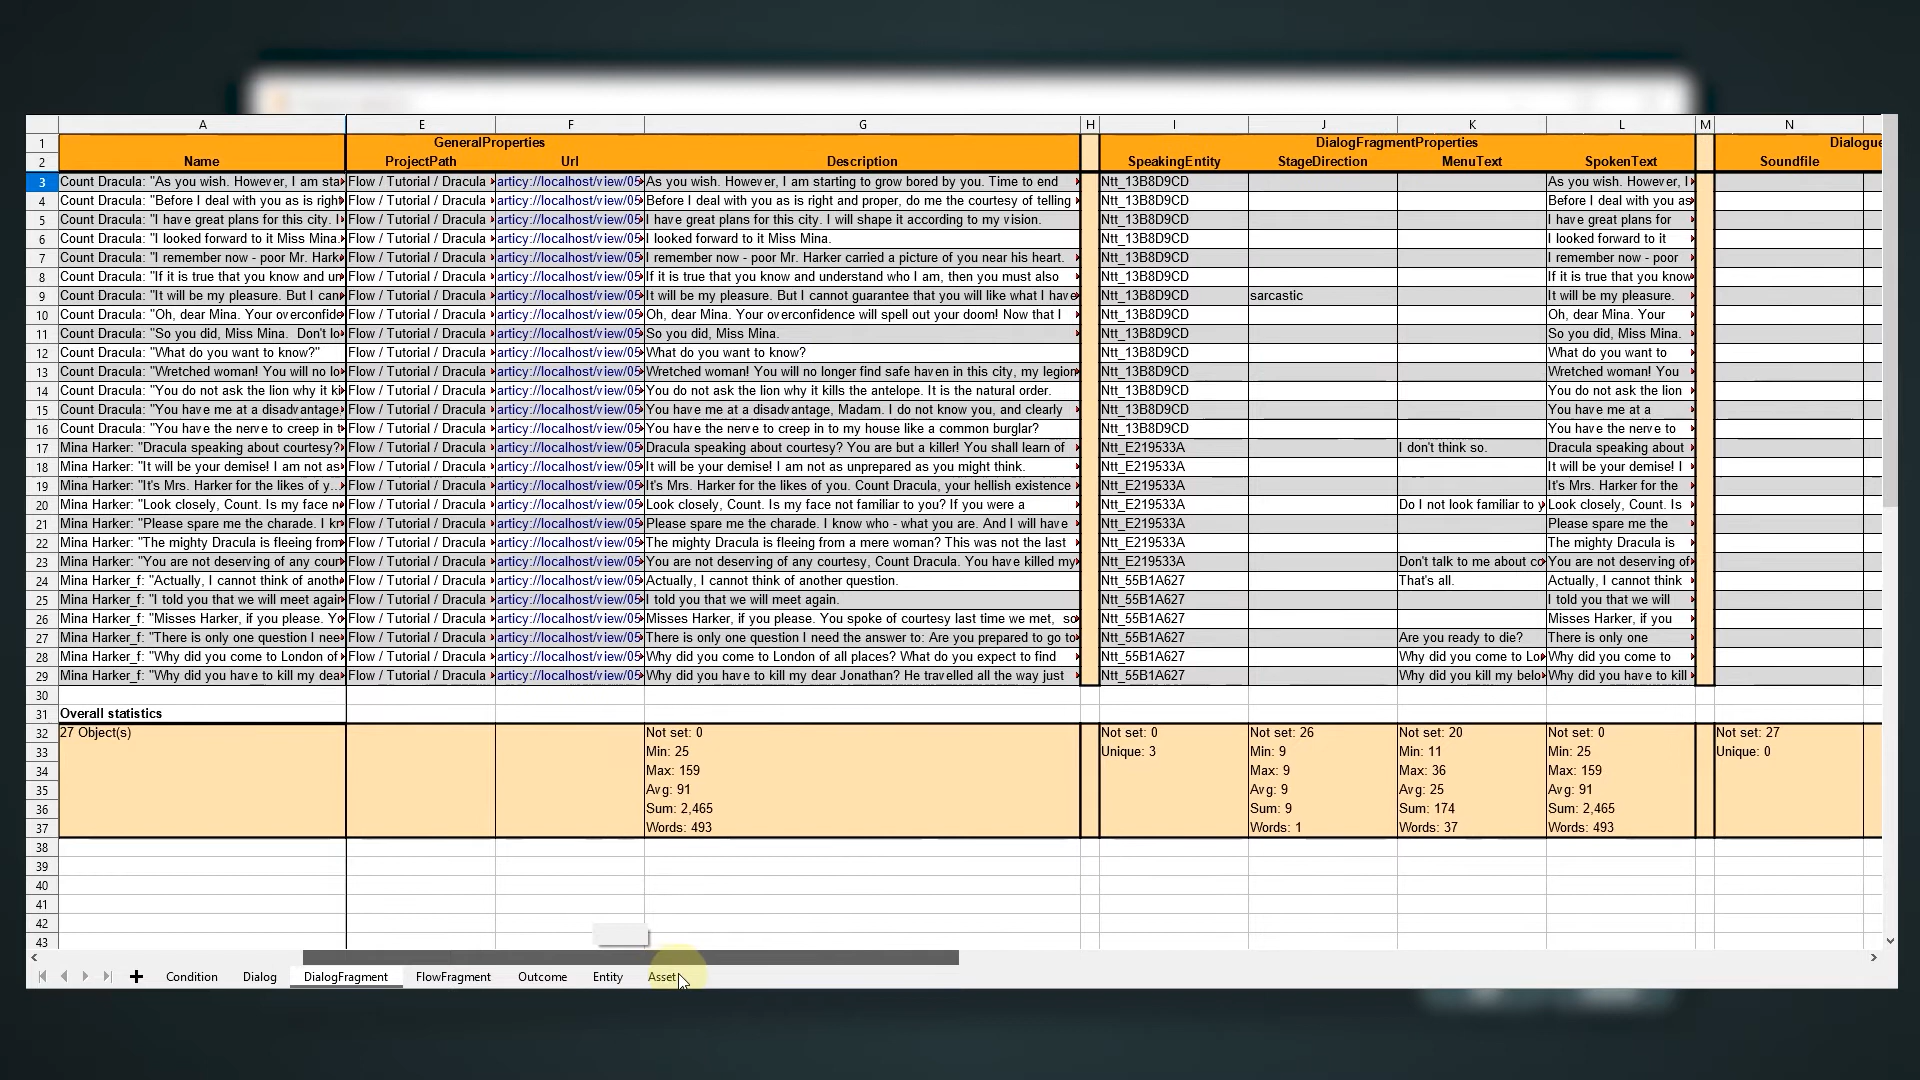 A E F G H I J K L M N
1 GeneralProperties DialogFragmentProperties Dialogue
2 Name ProjectPath Url Description SpeakingEntity StageDirection MenuText SpokenText Soundfile
3 Count Dracula: "As you wish. However, I am sta Flow / Tutorial / Dracula articy://localhost/view/05 As you wish. However, I am starting to grow bored by you. Time to end Ntt_13B8D9CD As you wish. However, I
4 Count Dracula: "Before I deal with you as is righ Flow / Tutorial / Dracula articy://localhost/view/05 Before I deal with you as is right and proper, do me the courtesy of telling Ntt_13B8D9CD Before I deal with you as
5 Count Dracula: "I have great plans for this city. I Flow / Tutorial / Dracula articy://localhost/view/05 I have great plans for this city. I will shape it according to my vision. Ntt_13B8D9CD I have great plans for
6 Count Dracula: "I looked forward to it Miss Mina. Flow / Tutorial / Dracula articy://localhost/view/05 I looked forward to it Miss Mina. Ntt_13B8D9CD I looked forward to it
7 Count Dracula: "I remember now - poor Mr. Hark Flow / Tutorial / Dracula articy://localhost/view/05 I remember now - poor Mr. Harker carried a picture of you near his heart. Ntt_13B8D9CD I remember now - poor
8 Count Dracula: "If it is true that you know and un Flow / Tutorial / Dracula articy://localhost/view/05 If it is true that you know and understand who I am, then you must also Ntt_13B8D9CD If it is true that you know
9 Count Dracula: "It will be my pleasure. But I can Flow / Tutorial / Dracula articy://localhost/view/05 It will be my pleasure. But I cannot guarantee that you will like what I have Ntt_13B8D9CD sarcastic It will be my pleasure.
10 Count Dracula: "Oh, dear Mina. Your overconfide Flow / Tutorial / Dracula articy://localhost/view/05 Oh, dear Mina. Your overconfidence will spell out your doom! Now that I Ntt_13B8D9CD Oh, dear Mina. Your
11 Count Dracula: "So you did, Miss Mina. Don't lo Flow / Tutorial / Dracula articy://localhost/view/05 So you did, Miss Mina. Ntt_13B8D9CD So you did, Miss Mina.
12 Count Dracula: "What do you want to know?" Flow / Tutorial / Dracula articy://localhost/view/05 What do you want to know? Ntt_13B8D9CD What do you want to
13 Count Dracula: "Wretched woman! You will no lo Flow / Tutorial / Dracula articy://localhost/view/05 Wretched woman! You will no longer find safe haven in this city, my legion Ntt_13B8D9CD Wretched woman! You
14 Count Dracula: "You do not ask the lion why it ki Flow / Tutorial / Dracula articy://localhost/view/05 You do not ask the lion why it kills the antelope. It is the natural order. Ntt_13B8D9CD You do not ask the lion
15 Count Dracula: "You have me at a disadvantage Flow / Tutorial / Dracula articy://localhost/view/05 You have me at a disadvantage, Madam. I do not know you, and clearly Ntt_13B8D9CD You have me at a
16 Count Dracula: "You have the nerve to creep in t Flow / Tutorial / Dracula articy://localhost/view/05 You have the nerve to creep in to my house like a common burglar? Ntt_13B8D9CD You have the nerve to
17 Mina Harker: "Dracula speaking about courtesy? Flow / Tutorial / Dracula articy://localhost/view/05 Dracula speaking about courtesy? You are but a killer! You shall learn of Ntt_E219533A I don't think so. Dracula speaking about
18 Mina Harker: "It will be your demise! I am not as Flow / Tutorial / Dracula articy://localhost/view/05 It will be your demise! I am not as unprepared as you might think. Ntt_E219533A It will be your demise! I
19 Mina Harker: "It's Mrs. Harker for the likes of y... Flow / Tutorial / Dracula articy://localhost/view/05 It's Mrs. Harker for the likes of you. Count Dracula, your hellish existence Ntt_E219533A It's Mrs. Harker for the
20 Mina Harker: "Look closely, Count. Is my face n Flow / Tutorial / Dracula articy://localhost/view/05 Look closely, Count. Is my face not familiar to you? If you were a Ntt_E219533A Do I not look familiar to y Look closely, Count. Is
21 Mina Harker: "Please spare me the charade. I kr Flow / Tutorial / Dracula articy://localhost/view/05 Please spare me the charade. I know who - what you are. And I will have Ntt_E219533A Please spare me the
22 Mina Harker: "The mighty Dracula is fleeing from Flow / Tutorial / Dracula articy://localhost/view/05 The mighty Dracula is fleeing from a mere woman? This was not the last Ntt_E219533A The mighty Dracula is
23 Mina Harker: "You are not deserving of any cour Flow / Tutorial / Dracula articy://localhost/view/05 You are not deserving of any courtesy, Count Dracula. You have killed my Ntt_E219533A Don't talk to me about co You are not deserving of
24 Mina Harker_f: "Actually, I cannot think of anoth Flow / Tutorial / Dracula articy://localhost/view/05 Actually, I cannot think of another question. Ntt_55B1A627 That's all. Actually, I cannot think
25 Mina Harker_f: "I told you that we will meet agair Flow / Tutorial / Dracula articy://localhost/view/05 I told you that we will meet again. Ntt_55B1A627 I told you that we will
26 Mina Harker_f: "Misses Harker, if you please. Yo Flow / Tutorial / Dracula articy://localhost/view/05 Misses Harker, if you please. You spoke of courtesy last time we met, so Ntt_55B1A627 Misses Harker, if you
27 Mina Harker_f: "There is only one question I nee Flow / Tutorial / Dracula articy://localhost/view/05 There is only one question I need the answer to: Are you prepared to go to Ntt_55B1A627 Are you ready to die? There is only one
28 Mina Harker_f: "Why did you come to London of Flow / Tutorial / Dracula articy://localhost/view/05 Why did you come to London of all places? What do you expect to find Ntt_55B1A627 Why did you come to Lo Why did you come to
29 Mina Harker_f: "Why did you have to kill my dea Flow / Tutorial / Dracula articy://localhost/view/05 Why did you have to kill my dear Jonathan? He travelled all the way just Ntt_55B1A627 Why did you kill my belo Why did you have to kill
30
31 Overall statistics
32 27 Object(s) Not set: 0 Not set: 0 Not set: 26 Not set: 20 Not set: 0 Not set: 27
33 Min: 25 Unique: 3 Min: 9 Min: 11 Min: 25 Unique: 0
34 Max: 159 Max: 9 Max: 36 Max: 159
35 Avg: 91 Avg: 9 Avg: 25 Avg: 91
36 Sum: 2,465 Sum: 9 Sum: 174 Sum: 2,465
37 Words: 493 Words: 1 Words: 37 Words: 493
38
39
40
41
42
43
Condition Dialog DialogFragment FlowFragment Outcome Entity Asset